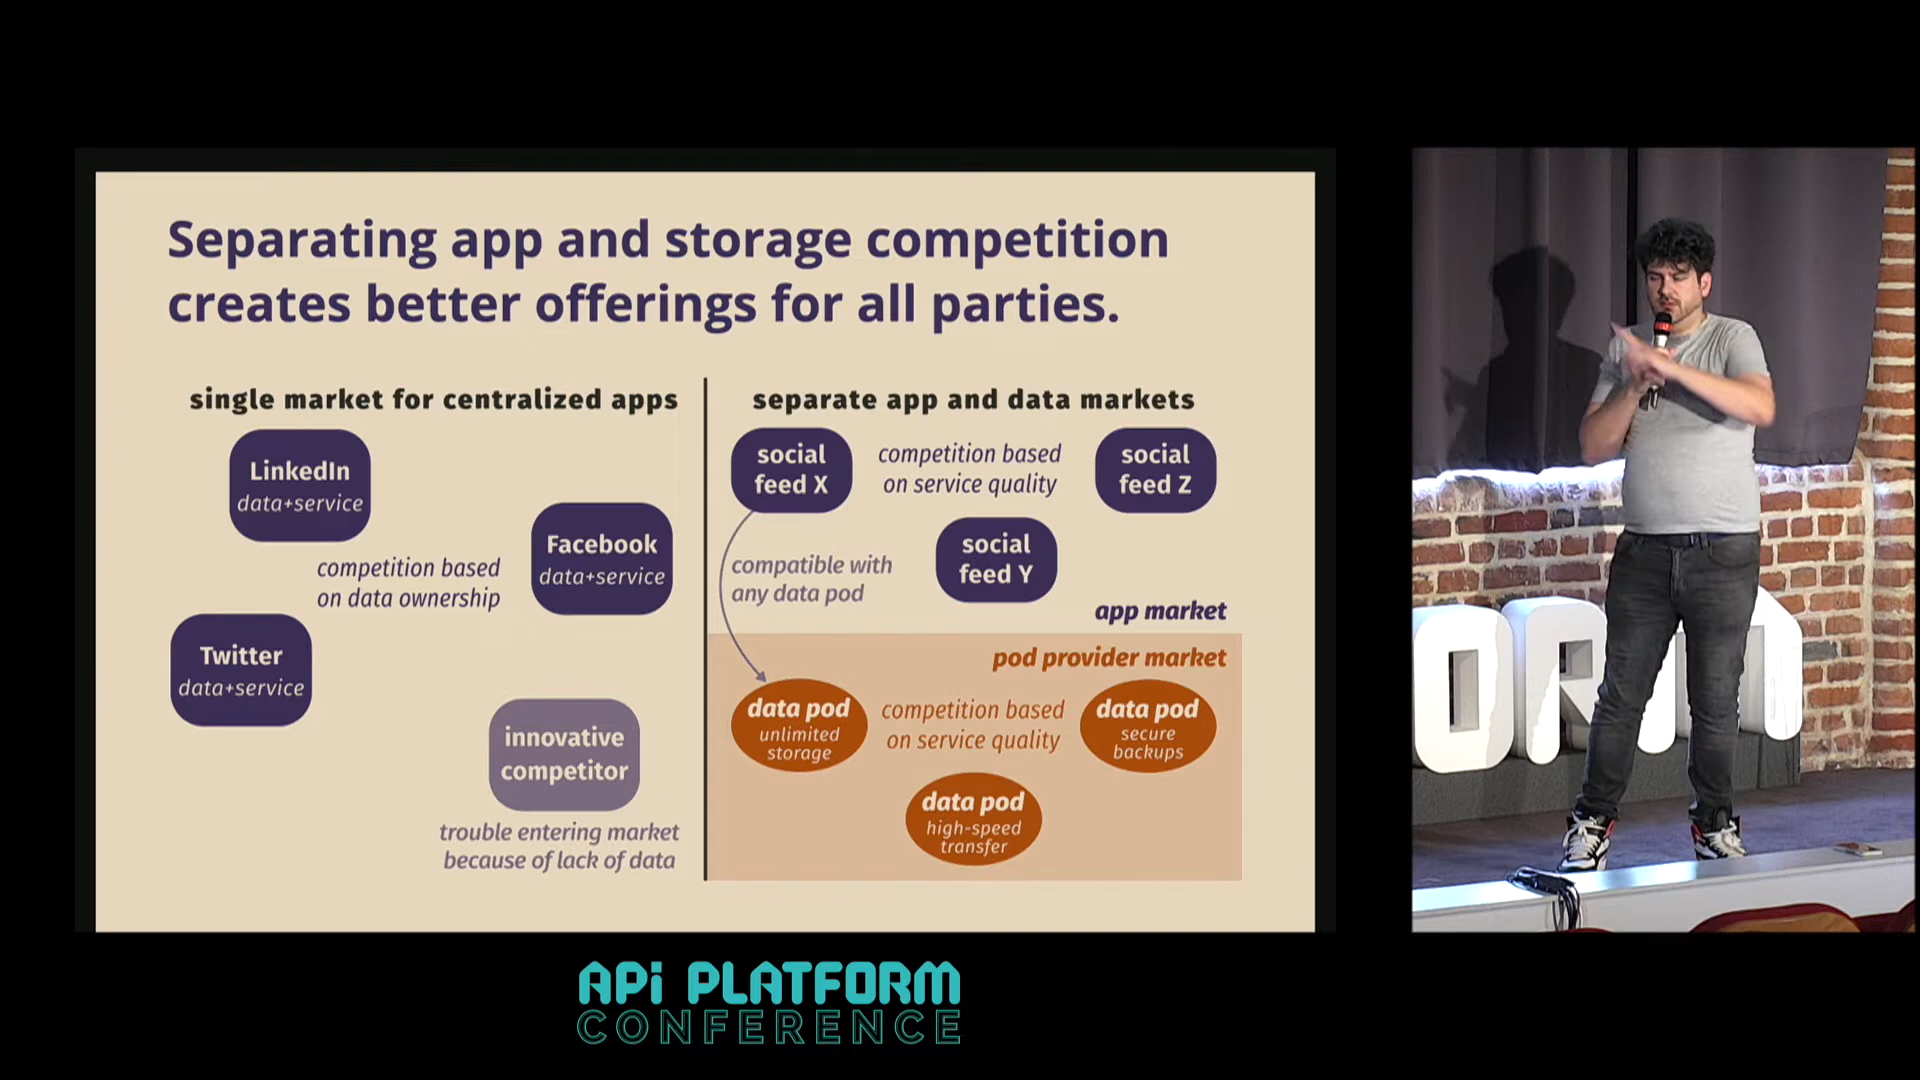 Separating app and storage competition
creates better offerings for all parties.
single market for centralized apps
LinkedIn
data+service
Facebook
data+service
competition based
on data ownership
Twitter
data+service
innovative
competitor
trouble entering market
because of lack of data
separate app and data markets
social
feed X
competition based
on service quality
social
feed Z
social
feed Y
compatible with
any data pod
app market
pod provider market
data pod
unlimited
storage
competition based
on service quality
data pod
secure
backups
data pod
high-speed
transfer
ORM
APi PLATFORM
CONFERENCE